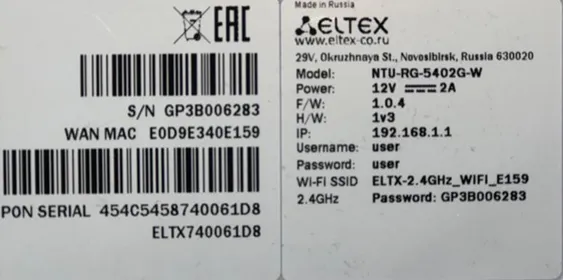 EAC
S/N GP3B006283
WAN MAC E0D9E340E159
PON SERIAL 454C5458740061D8
ELTX740061D8
Made in Russia
ELTEX
www.eltex-co.ru
29V, Okruzhnaya St., Novosibirsk, Russia 630020
Model: NTU-RG-5402G-W
Power: 12V 2A
F/W: 1.0.4
H/W: 1v3
IP: 192.168.1.1
Username: user
Password: user
Wi-Fi SSID ELTX-2.4GHz_WIFI_E159
2.4GHz Password: GP3B006283